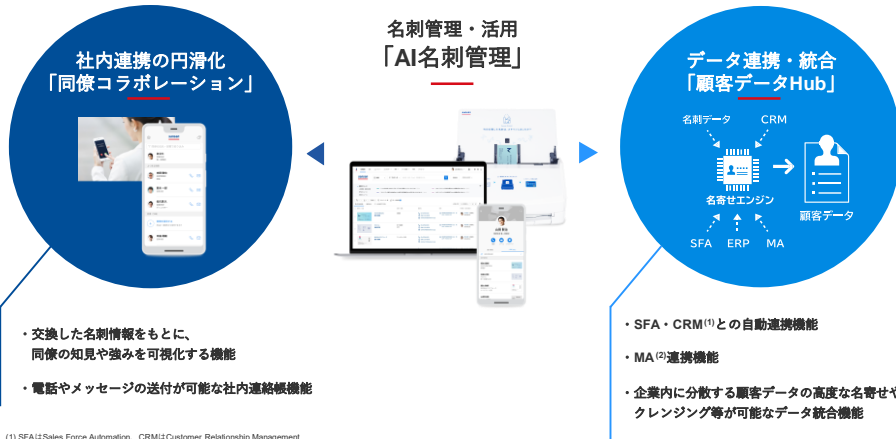 社内連携の円滑化
「同僚コラボレーション」
名刺管理・活用
「AI名刺管理」
データ連携・統合
「顧客データHub」
名刺データ
CRM
名寄せエンジン
顧客データ
SFA
ERP
MA
・交換した名刺情報をもとに、
同僚の知見や強みを可視化する機能
・電話やメッセージの送付が可能な社内連絡帳機能
・SFA・CRM(1)との自動連携機能
・MA(2)連携機能
・企業内に分散する顧客データの高度な名寄せや
クレンジング等が可能なデータ統合機能
(1) SFAはSales Force Automation、CRMはCustomer Relationship Management